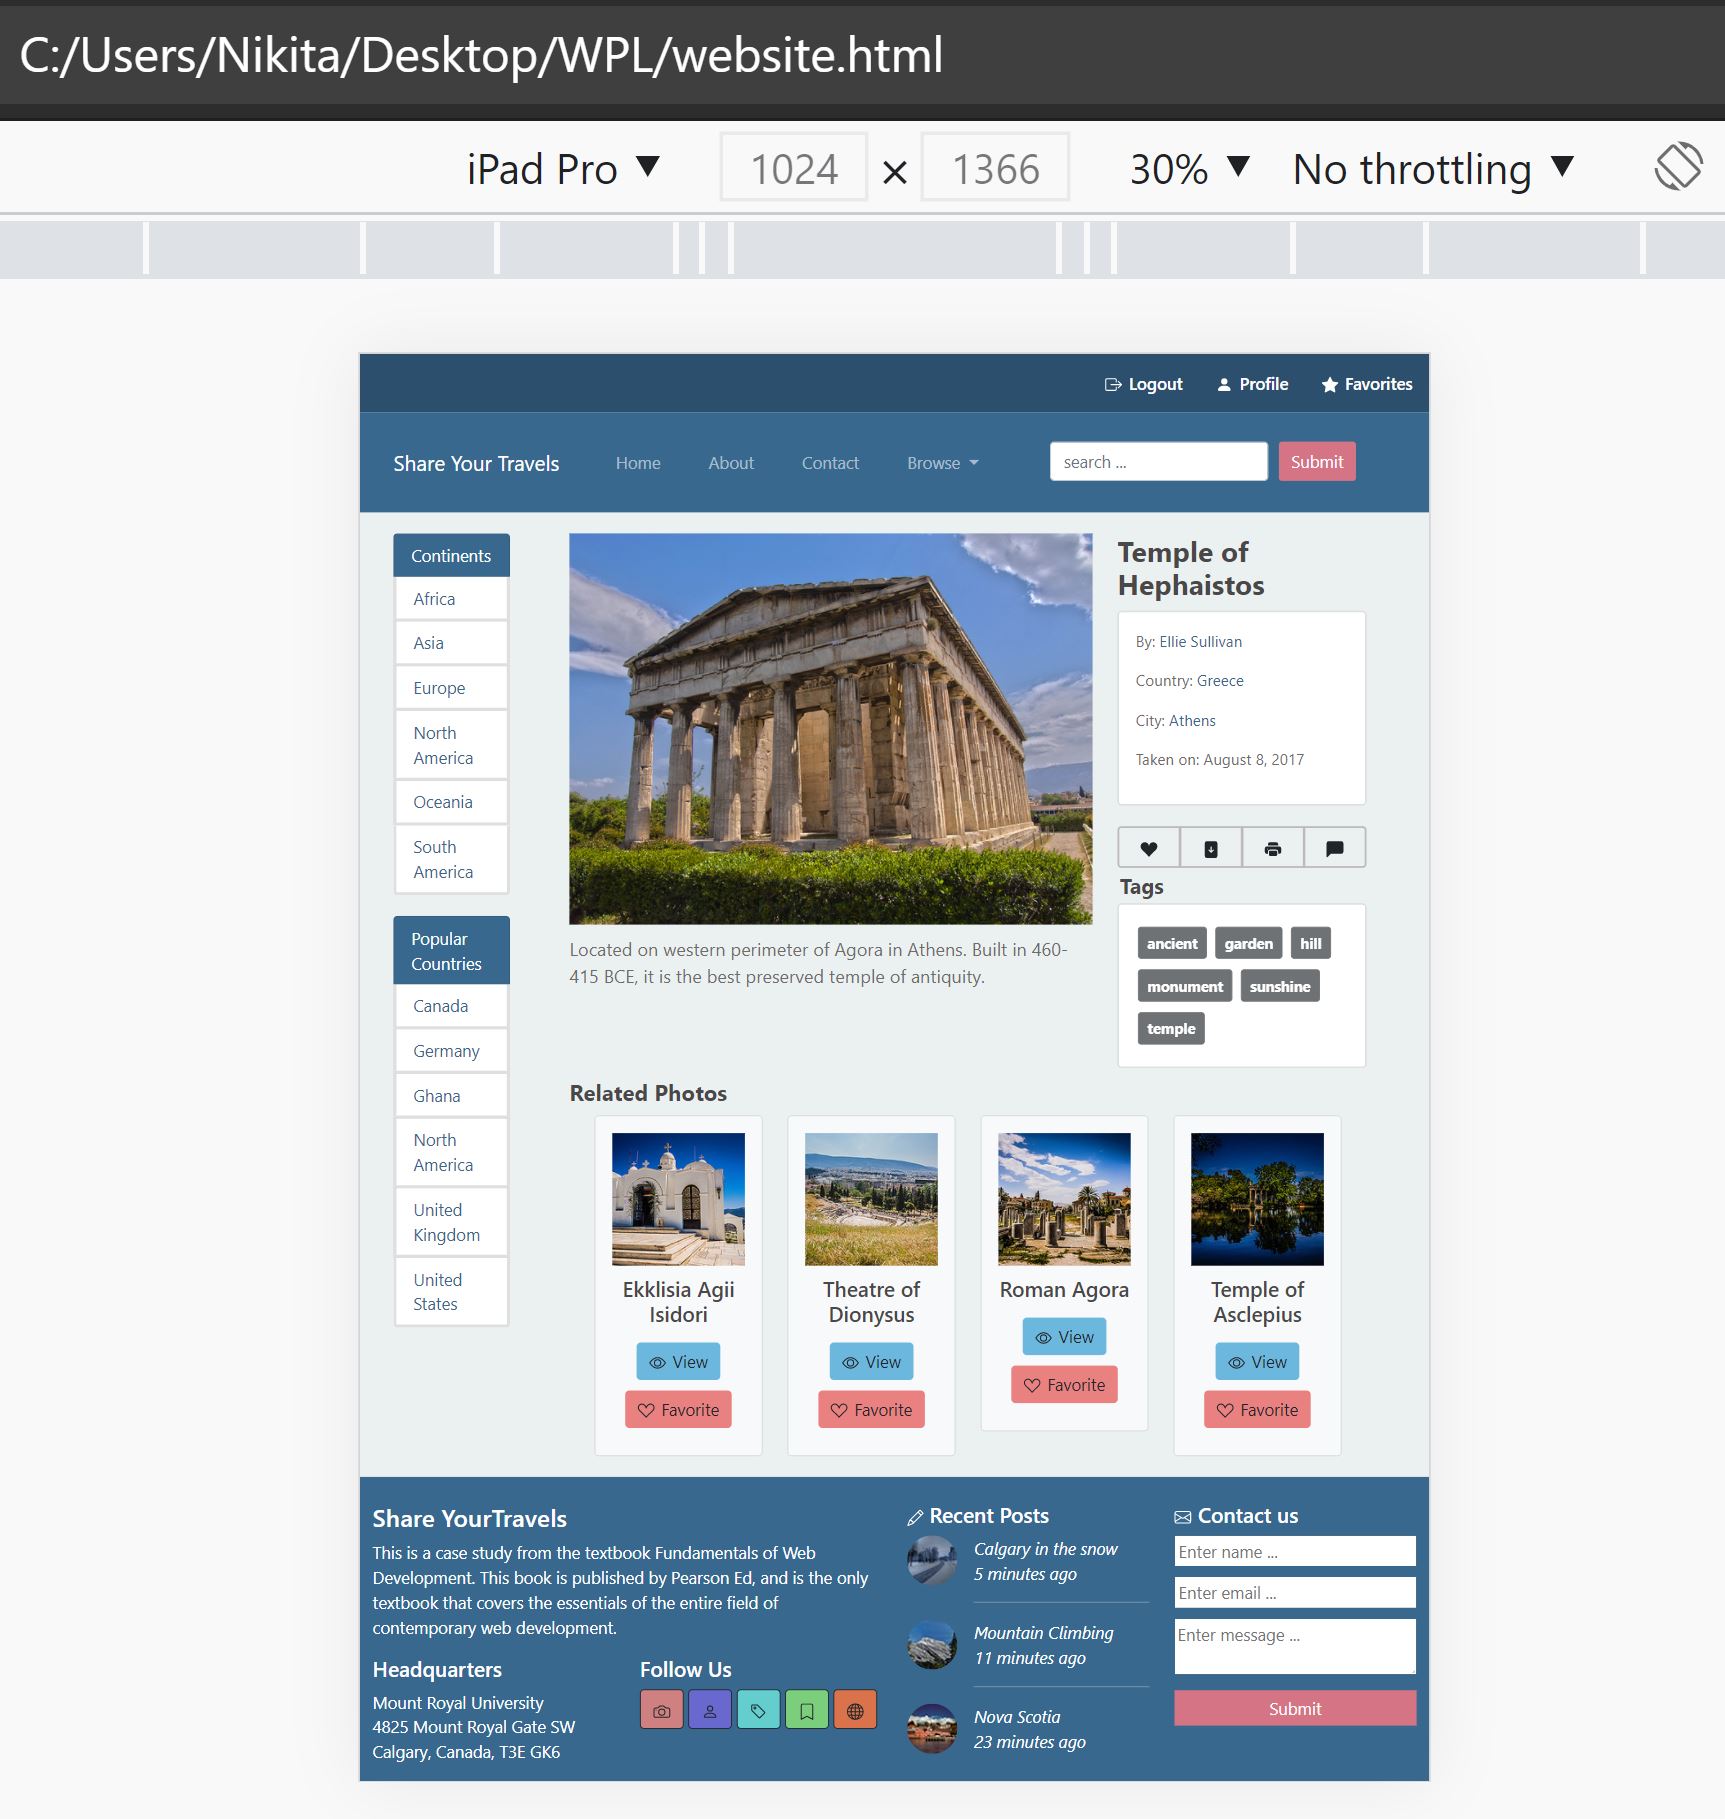 C:/Users/Nikita/Desktop/WPL/website.html
iPad Pro ▼ 1024 × 1366 30% ▼ No throttling ▼
Logout Profile Favorites
Share Your Travels Home About Contact Browse search ... Submit
Continents
Africa
Asia
Europe
North
America
Oceania
South
America
Popular
Countries
Canada
Germany
Ghana
North
America
United
Kingdom
United
States
Located on western perimeter of Agora in Athens. Built in 460-
415 BCE, it is the best preserved temple of antiquity.
Temple of
Hephaistos
By: Ellie Sullivan
Country: Greece
City: Athens
Taken on: August 8, 2017
Tags
ancient garden hill
monument sunshine
temple
Related Photos
Ekklisia Agii
Isidori
View
Favorite
Theatre of
Dionysus
View
Favorite
Roman Agora
View
Favorite
Temple of
Asclepius
View
Favorite
Share YourTravels
This is a case study from the textbook Fundamentals of Web
Development. This book is published by Pearson Ed, and is the only
textbook that covers the essentials of the entire field of
contemporary web development.
Headquarters
Mount Royal University
4825 Mount Royal Gate SW
Calgary, Canada, T3E GK6
Follow Us
Recent Posts
Calgary in the snow
5 minutes ago
Mountain Climbing
11 minutes ago
Nova Scotia
23 minutes ago
Contact us
Enter name ...
Enter email ...
Enter message ...
Submit